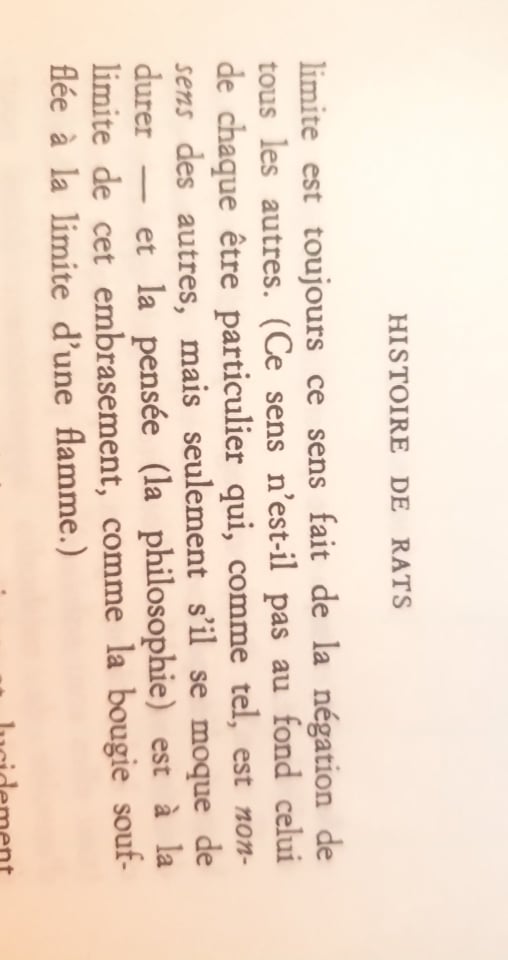 HISTOIRE DE RATS
limite est toujours ce sens fait de la négation de
tous les autres. (Ce sens n'est-il pas au fond celui
de chaque être particulier qui, comme tel, est non-
sens des autres, mais seulement s'il se moque de
durer — et la pensée (la philosophie) est à la
limite de cet embrasement, comme la bougie souf-
flée à la limite d'une flamme.)